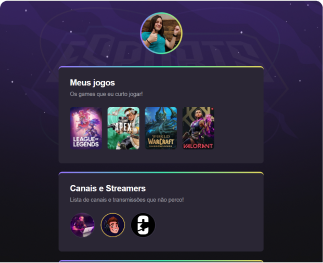 Meus jogos
Os games que eu curto jogar!
LEAGUE OF
LEGENDS
APEX
WORLD
WARCRAFT
VALORANT
Canais e Streamers
Lista de canais e transmissões que não perco!